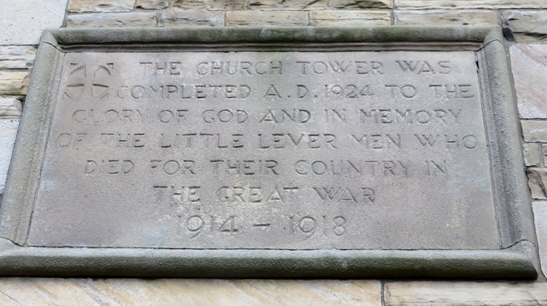 THE CHURCH TOWER WAS
COMPLETED A.D. 1924 TO THE
GLORY OF GOD AND IN MEMORY
OF THE LITTLE LEVER MEN WHO
DIED FOR THEIR COUNTRY IN
THE GREAT WAR
1914 - 1918